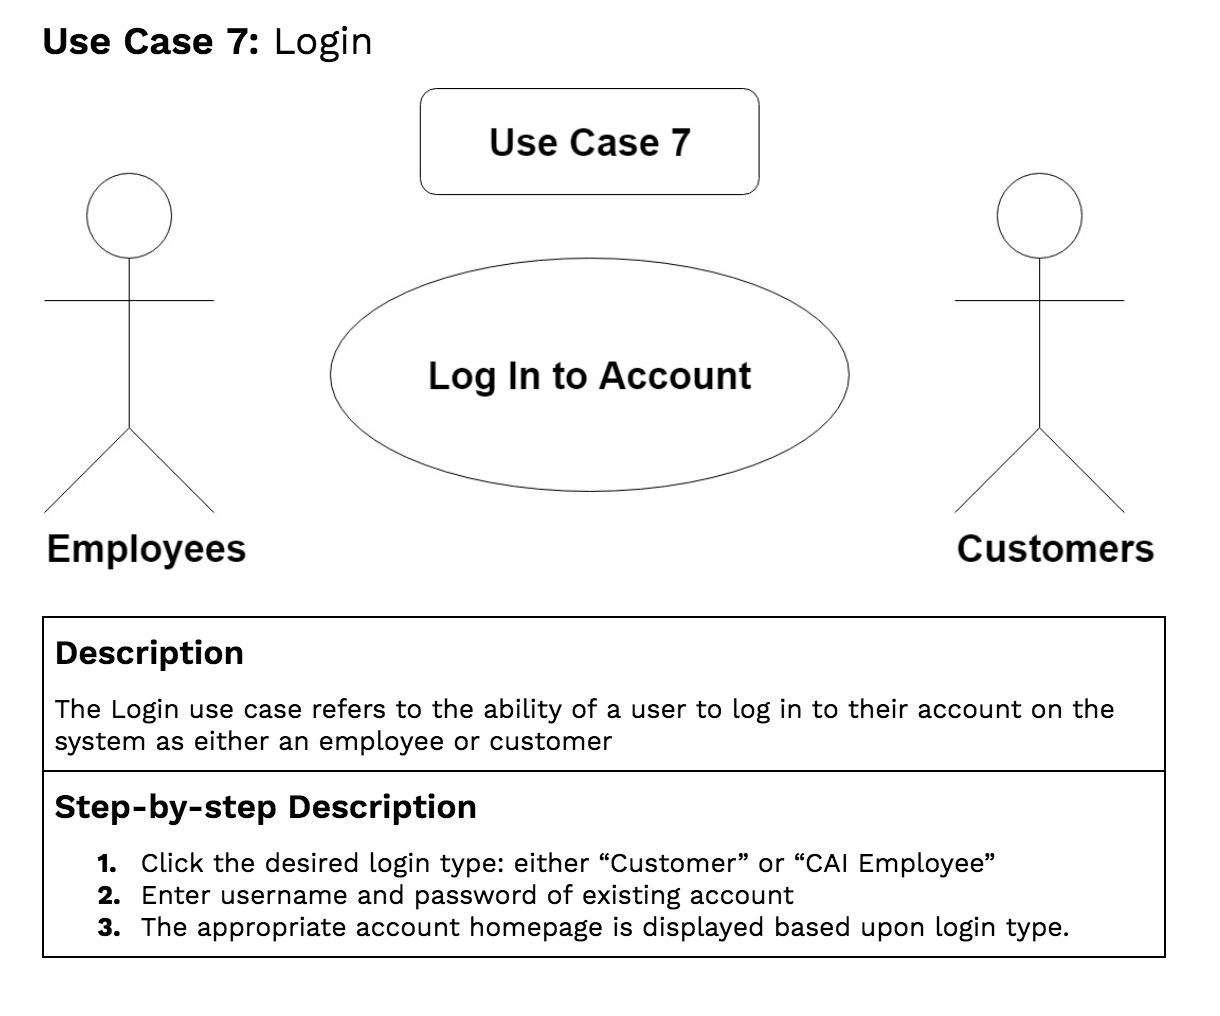 Use Case 7: Login
Use Case 7
Log In to Account
Employees
Customers
Description
The Login use case refers to the ability of a user to log in to their account on the
system as either an employee or customer
Step-by-step Description
1. Click the desired login type: either “Customer” or “CAI Employee”
2. Enter username and password of existing account
3. The appropriate account homepage is displayed based upon login type.